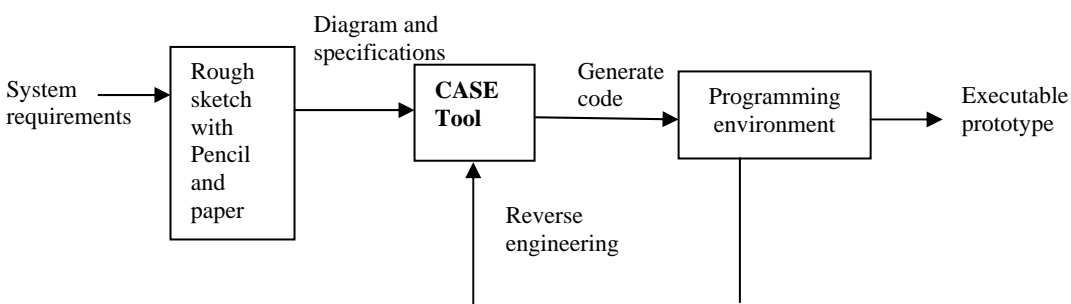 System
requirements
Rough
sketch
with
Pencil
and
paper
Diagram and
specifications
CASE
Tool
Generate
code
Programming
environment
Executable
prototype
Reverse
engineering